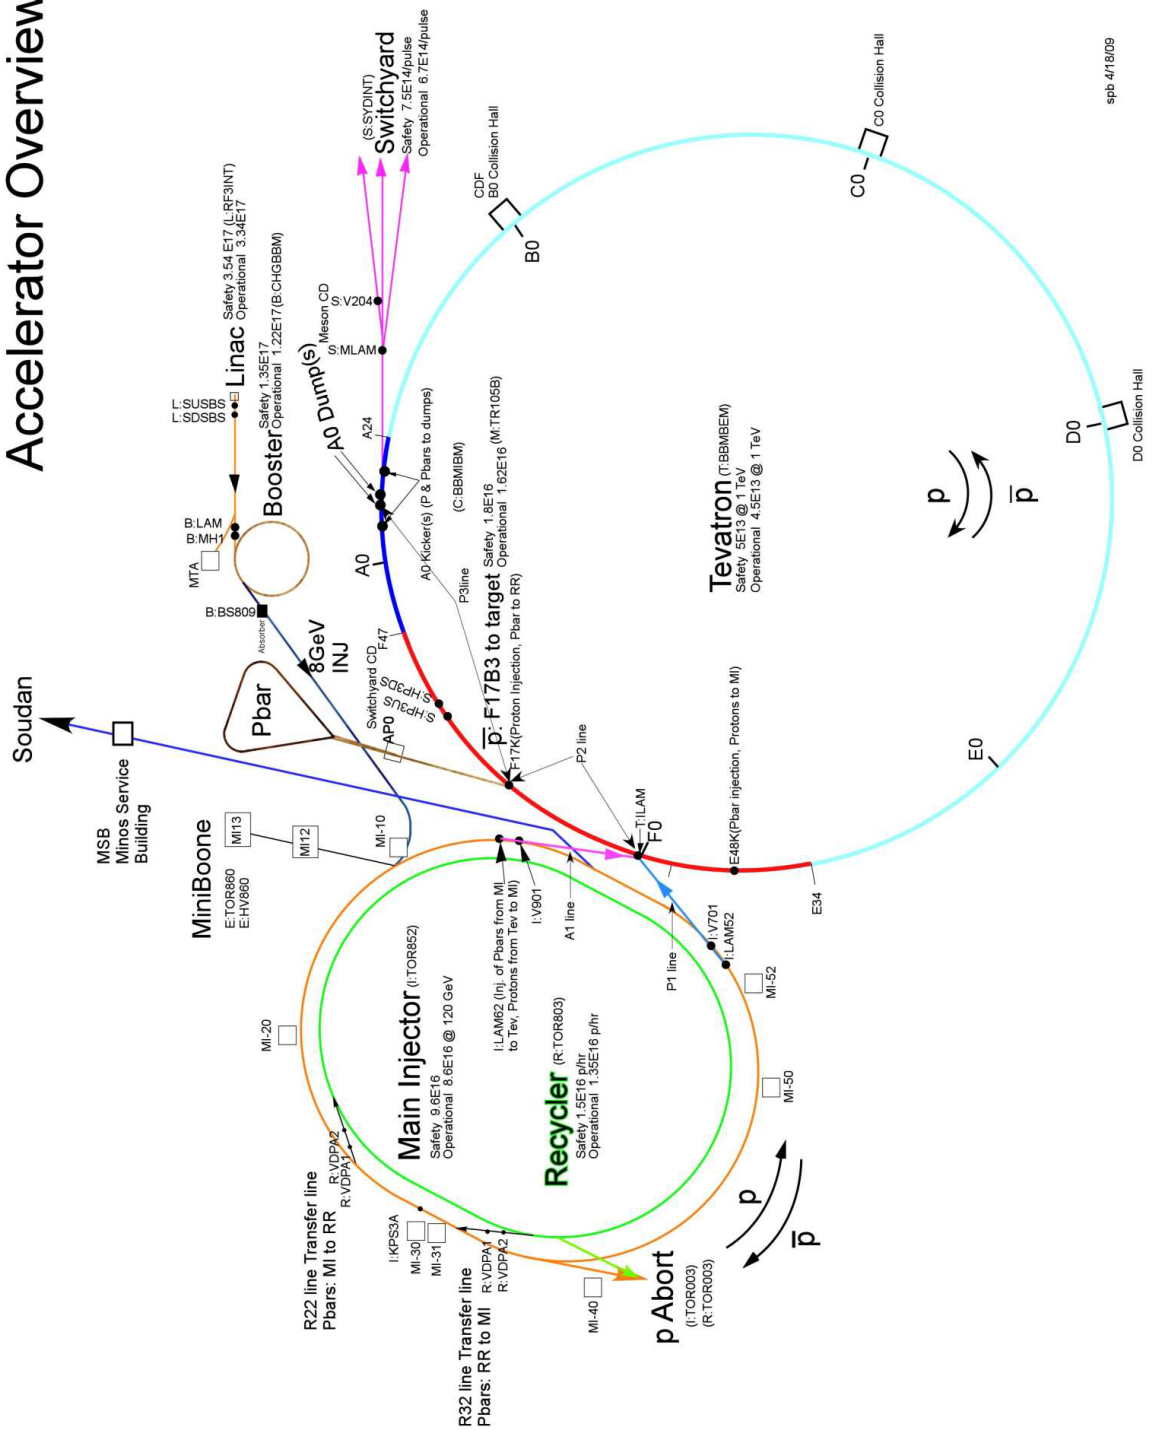 Accelerator Overview
(S:SYDINT)
Switchyard
Safety 7.5E14/pulse
Operational 6.7E14/pulse
L:SUSBS
L:SDSBS
Linac
Safety 3.54 E17 (L:RF3INT)
Operational 3.34E17
B:LAM
B:MH1
MTA
Booster
Safety 1.35E17
Operational 1.22E17(B:CHGBBM)
B:BS809
Absorber
8GeV
INJ
Pbar
Soudan
MSB
Minos Service
Building
MiniBoone
E:TOR860
E:HV860
MI13
MI12
MI-10
S:V204
Meson CD
S:MLAM
A0 Dump(s)
A24
A0
A0-Kicker(s) (P & Pbars to dumps)
(C:BBMIBM)
P3line
F47
Switchyard CD
S:HP3DS
S:HP3US
AP0
p: F17B3 to target
Safety 1.8E16
Operational 1.62E16 (M:TR105B)
F17K(Proton Injection, Pbar to RR)
P2 line
T:ILAM
F0
E48K(Pbar injection, Protons to MI)
E34
CDF
B0 Collision Hall
B0
C0 Collision Hall
C0
D0
D0 Collision Hall
E0
Tevatron (T:BBMBEM)
Safety 5E13 @ 1 TeV
Operational 4.5E13 @ 1 TeV
p
p̅
I:LAM62 (Inj. of Pbars from MI
to Tev, Protons from Tev to MI)
I:V901
A1 line
P1 line
I:V701
I:LAM52
MI-52
MI-50
MI-20
Main Injector (I:TOR852)
Safety 9.6E16
Operational 8.6E16 @ 120 GeV
Recycler (R:TOR803)
Safety 1.5E16 p/hr
Operational 1.35E16 p/hr
R:VDPA2
R:VDPA1
R22 line Transfer line
Pbars: MI to RR
I:KPS3A
MI-30
MI-31
R:VDPA1
R:VDPA2
R32 line Transfer line
Pbars: RR to MI
MI-40
p Abort
(I:TOR003)
(R:TOR003)
p
p̅
spb 4/18/09